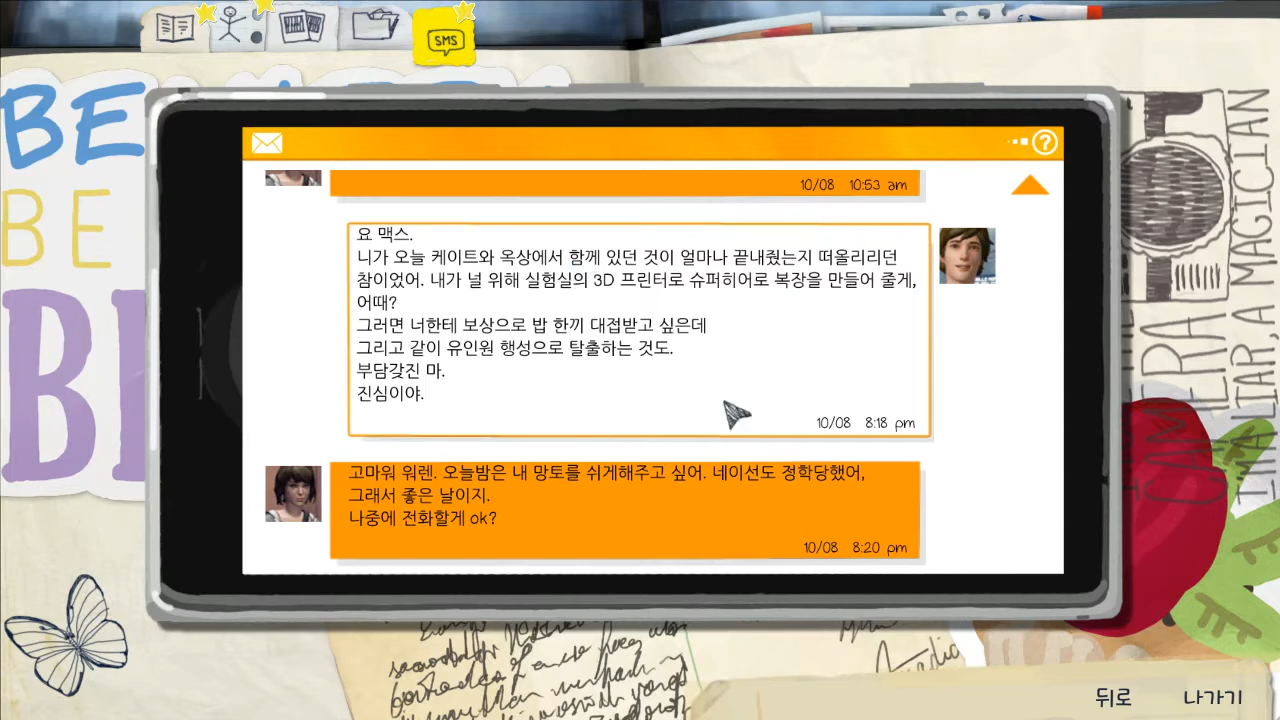 SMS
10/08 10:53 am
요 맥스.
니가 오늘 케이트와 옥상에서 함께 있던 것이 얼마나 끝내줬는지 떠올리리던
참이었어. 내가 널 위해 실험실의 3D 프린터로 슈퍼히어로 복장을 만들어 줄게,
어때?
그러면 너한테 보상으로 밥 한끼 대접받고 싶은데
그리고 같이 유인원 행성으로 탈출하는 것도.
부담갖진 마.
진심이야.
10/08 8:18 pm
고마워 워렌. 오늘밤은 내 망토를 쉬게해주고 싶어. 네이선도 정학당했어,
그래서 좋은 날이지.
나중에 전화할게 ok?
10/08 8:20 pm
BE
BE
CAMERA
LIAR, A MAGICIAN
뒤로
나가기